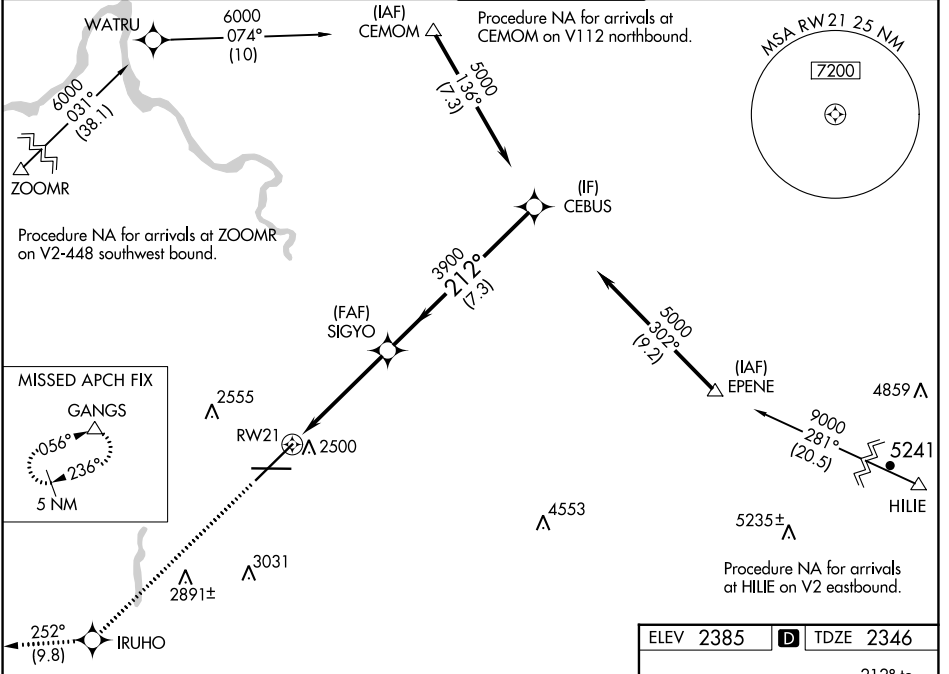 WATRU
6000
074°
(10)
(IAF)
CEMOM
Procedure NA for arrivals at
CEMOM on V112 northbound.
MSA RW 21 25 NM
7200
6000
031°
(38.1)
ZOOMR
5000
136°
(7.3)
(IF)
CEBUS
Procedure NA for arrivals at ZOOMR
on V2-448 southwest bound.
3900
212°
(7.3)
(FAF)
SIGYO
5000
302°
(9.2)
(IAF)
EPENE
4859
9000
281°
(20.5)
5241
HILIE
MISSED APCH FIX
GANGS
056°
236°
5 NM
2555
RW21
2500
4553
5235±
3031
2891±
Procedure NA for arrivals
at HILIE on V2 eastbound.
252°
(9.8)
IRUHO
ELEV 2385 D TDZE 2346